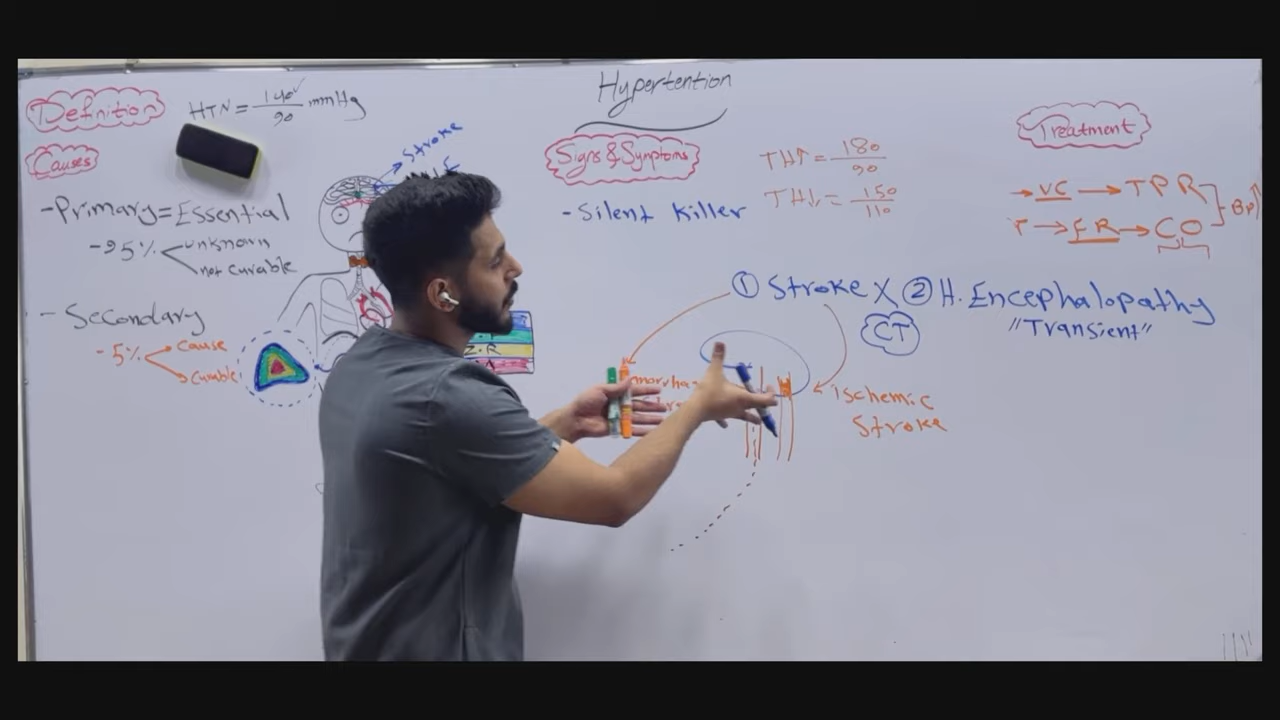 Hypertention
Definition
HTN = 140/90 mmHg
Causes
Stroke
- Primary = Essential
- 95% unknown
not curable
- Secondary
- 5% Cause
Curable
Z.R
Signs & Symptoms
- Silent Killer
TH↑ = 180/90
TH↓ = 150/110
① Stroke X ② H. Encephalopathy
"Transient"
CT
Ischemic
Stroke
Treatment
→ VC → TPR
→ FR → CO
BP↑